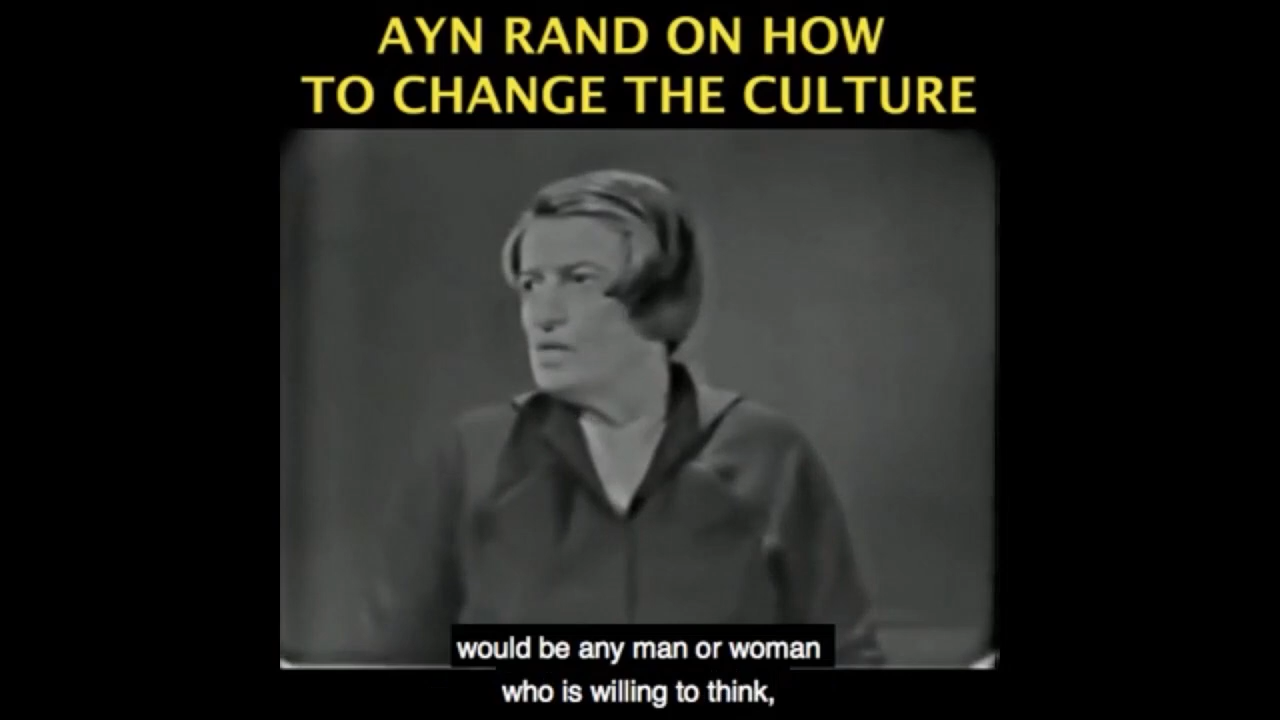 AYN RAND ON HOW
TO CHANGE THE CULTURE
would be any man or woman
who is willing to think,